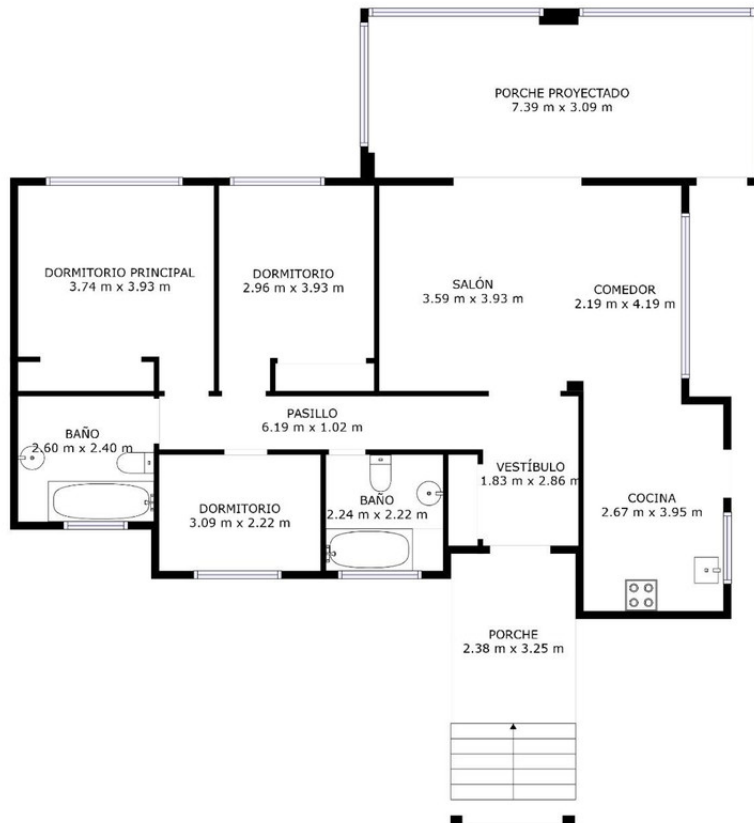 PORCHE PROYECTADO
7.39 m x 3.09 m
DORMITORIO PRINCIPAL
3.74 m x 3.93 m
DORMITORIO
2.96 m x 3.93 m
SALÓN
3.59 m x 3.93 m
COMEDOR
2.19 m x 4.19 m
PASILLO
6.19 m x 1.02 m
BAÑO
2.60 m x 2.40 m
VESTÍBULO
1.83 m x 2.86 m
DORMITORIO
3.09 m x 2.22 m
BAÑO
2.24 m x 2.22 m
COCINA
2.67 m x 3.95 m
PORCHE
2.38 m x 3.25 m